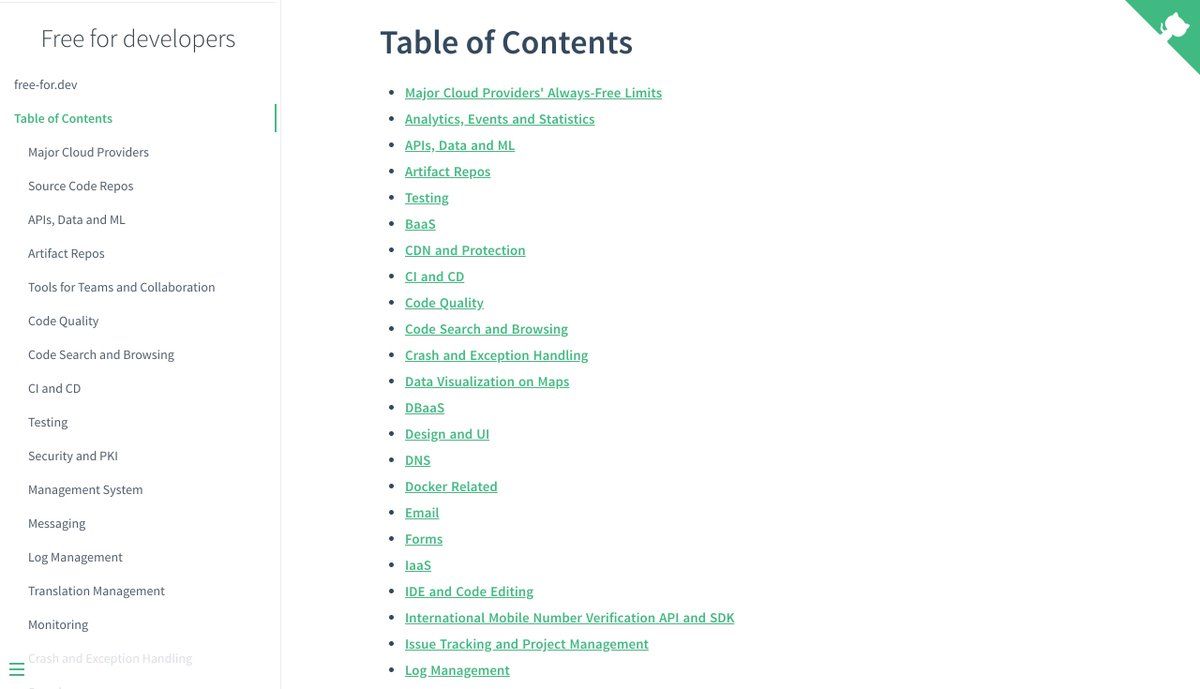 Free for developers
free-for.dev
Table of Contents
Major Cloud Providers
Source Code Repos
APIs, Data and ML
Artifact Repos
Tools for Teams and Collaboration
Code Quality
Code Search and Browsing
CI and CD
Testing
Security and PKI
Management System
Messaging
Log Management
Translation Management
Monitoring
Crash and Exception Handling
Table of Contents
Major Cloud Providers' Always-Free Limits
Analytics, Events and Statistics
APIs, Data and ML
Artifact Repos
Testing
BaaS
CDN and Protection
CI and CD
Code Quality
Code Search and Browsing
Crash and Exception Handling
Data Visualization on Maps
DBaaS
Design and UI
DNS
Docker Related
Email
Forms
IaaS
IDE and Code Editing
International Mobile Number Verification API and SDK
Issue Tracking and Project Management
Log Management